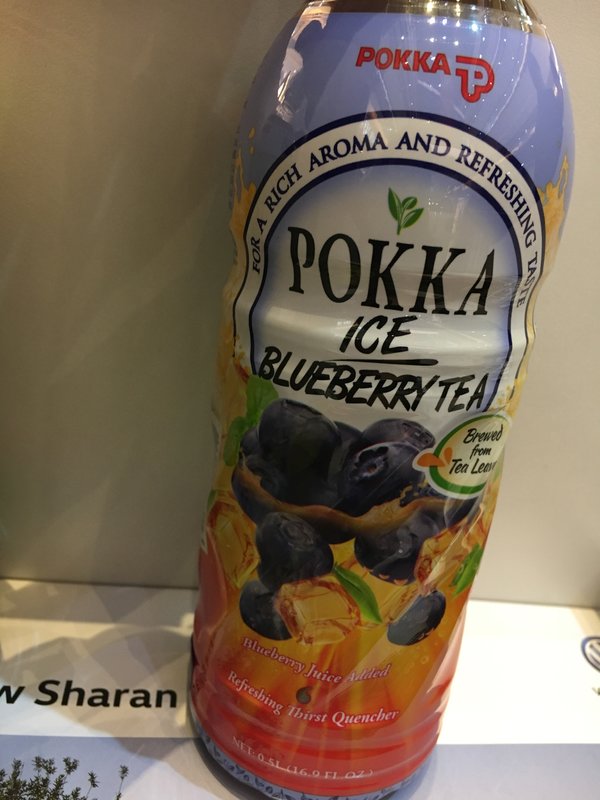 POKKA
FOR A RICH AROMA AND REFRESHING TASTE
POKKA
ICE
BLUEBERRY TEA
Brewed
from
Tea Leaves
Blueberry Juice Added
Refreshing Thirst Quencher
NET 0.5L (16.9 FL.OZ.)
w Sharan